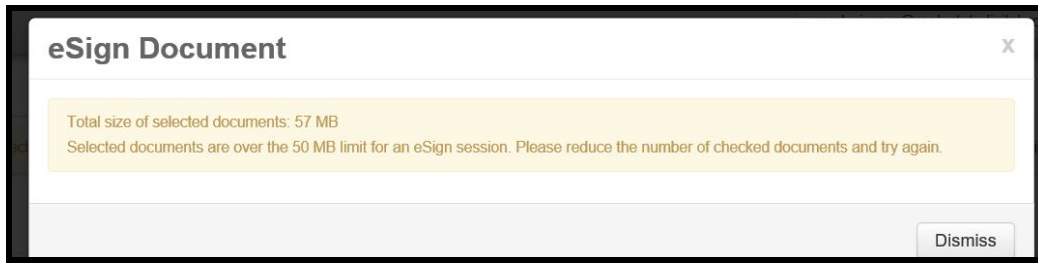 eSign Document
x
Total size of selected documents: 57 MB
Selected documents are over the 50 MB limit for an eSign session. Please reduce the number of checked documents and try again.
Dismiss